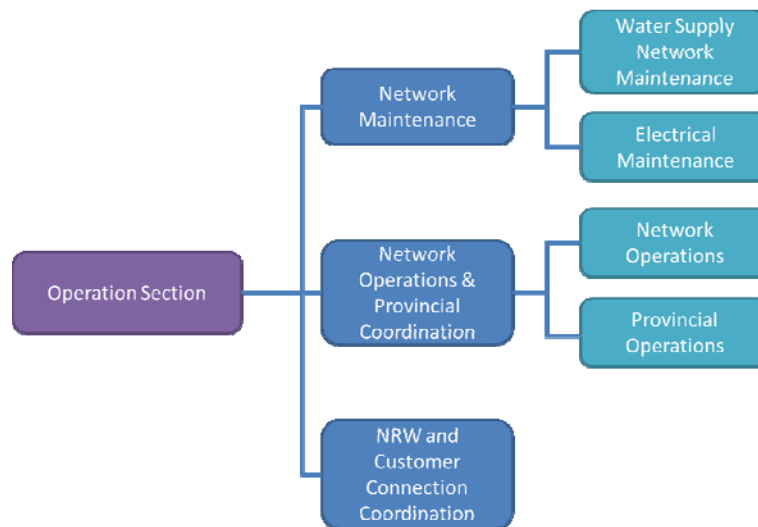 Operation Section
Network
Maintenance
Water Supply
Network
Maintenance
Electrical
Maintenance
Network
Operations &
Provincial
Coordination
Network
Operations
Provincial
Operations
NRW and
Customer
Connection
Coordination